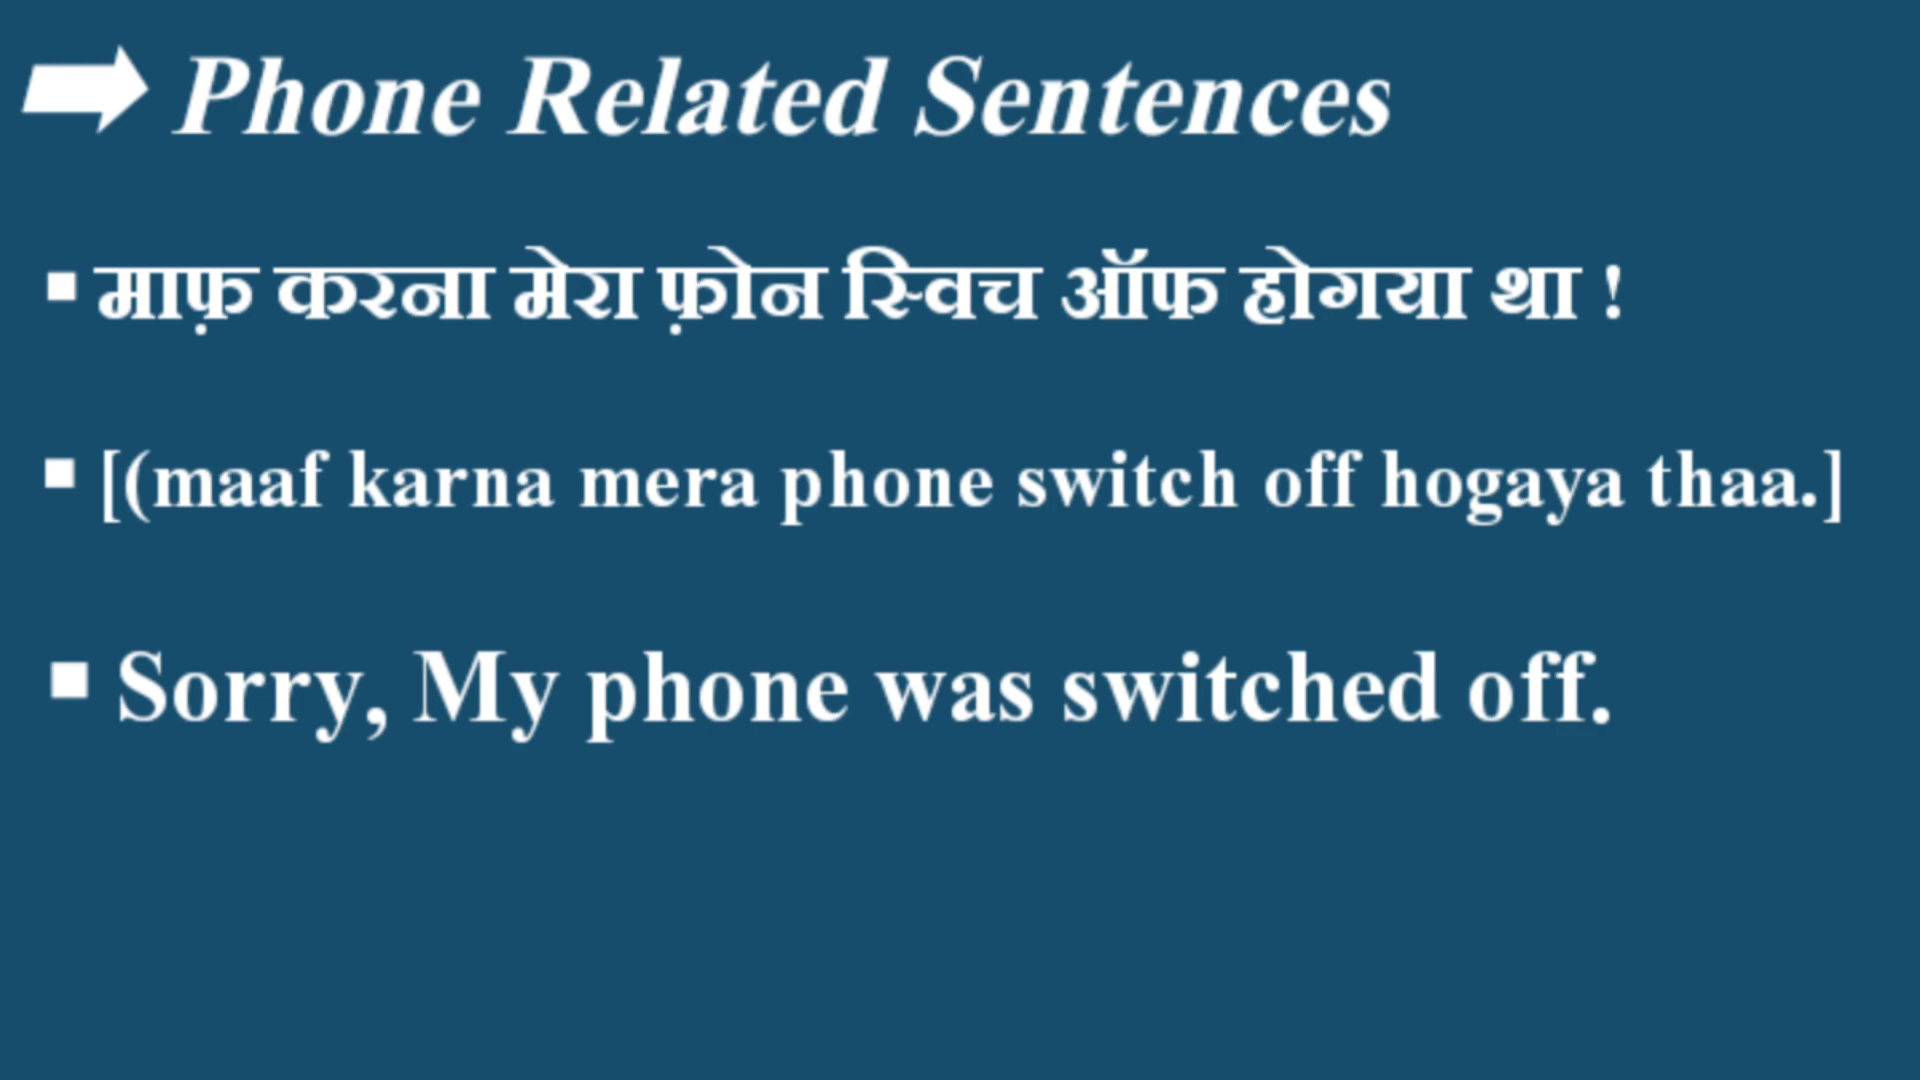 Phone Related Sentences
माफ़ करना मेरा फ़ोन स्विच ऑफ होगया था !
[(maaf karna mera phone switch off hogaya thaa.]
Sorry, My phone was switched off.